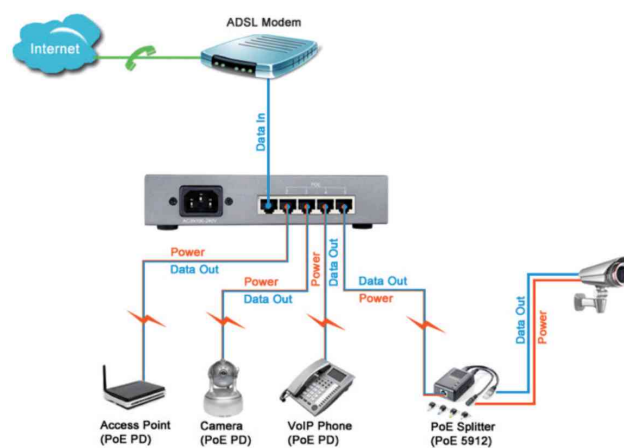 ADSL Modem
Internet
Data In
Power
Data Out
Power
Data Out
Power
Data Out
Data Out
Power
Data Out
Power
Access Point
(PoE PD)
Camera
(PoE PD)
VoIP Phone
(PoE PD)
PoE Splitter
(PoE 5912)